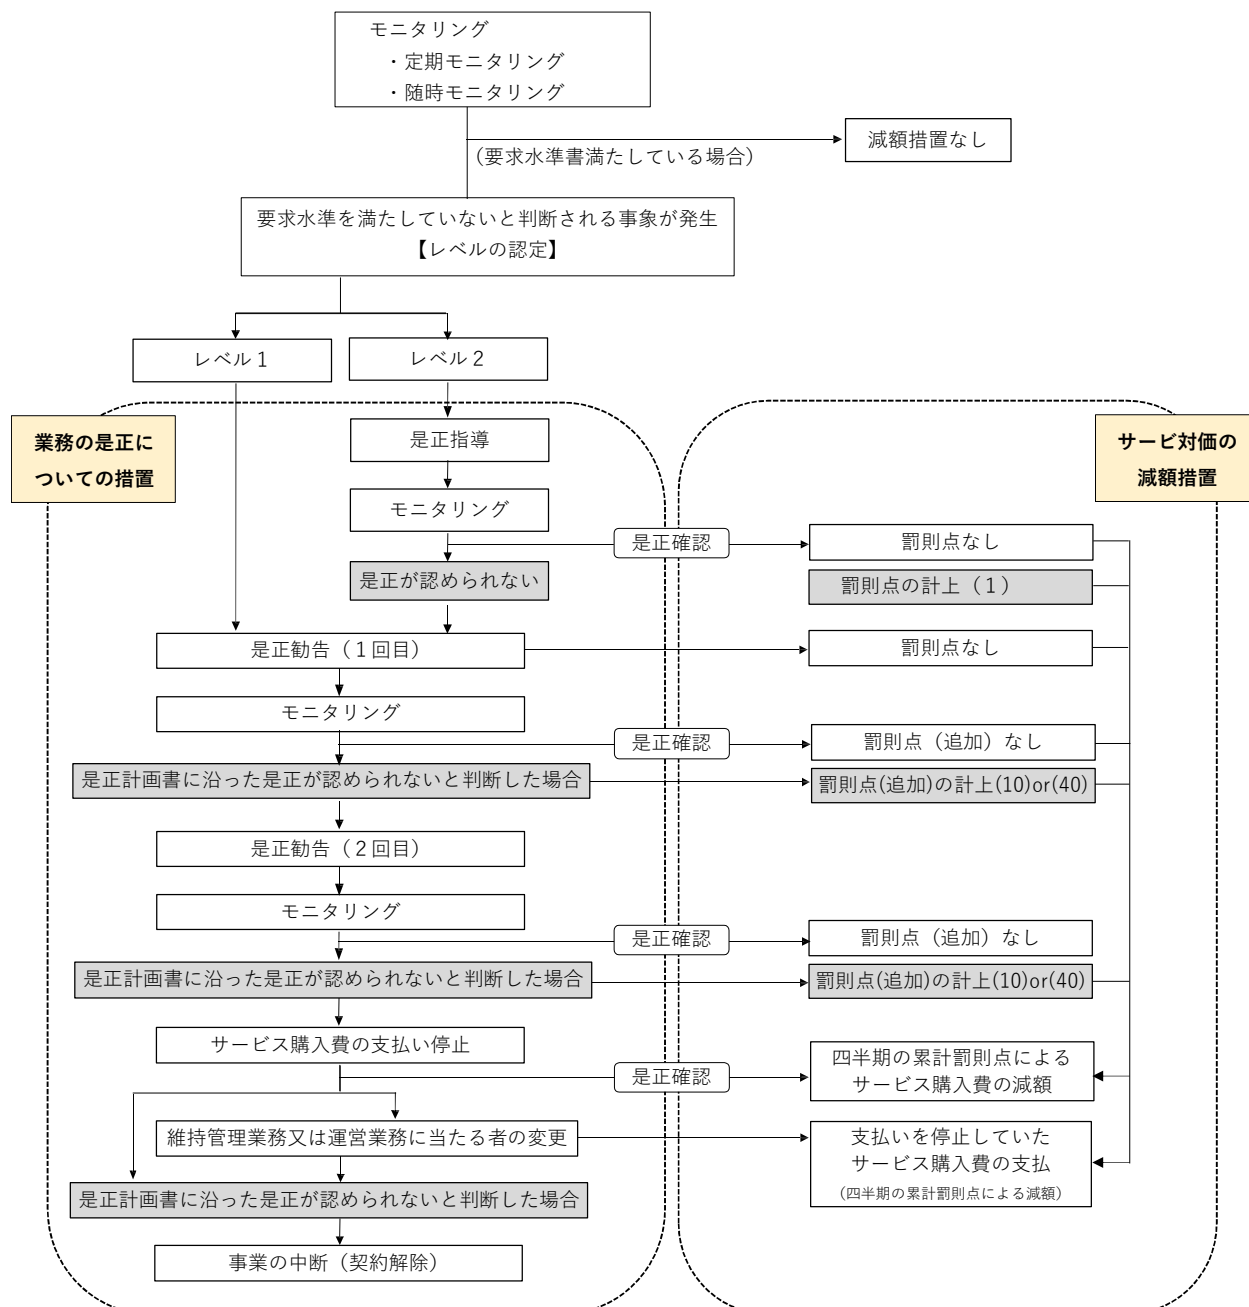 モニタリング
・定期モニタリング
・随時モニタリング
(要求水準書満たしている場合)
減額措置なし
要求水準を満たしていないと判断される事象が発生
【レベルの認定】
レベル１
レベル２
業務の是正に
ついての措置
サービ対価の
減額措置
是正指導
モニタリング
是正確認
罰則点なし
是正が認められない
罰則点の計上（１）
是正勧告（１回目）
罰則点なし
モニタリング
是正確認
罰則点（追加）なし
是正計画書に沿った是正が認められないと判断した場合
罰則点(追加)の計上(10)or(40)
是正勧告（２回目）
モニタリング
是正確認
罰則点（追加）なし
是正計画書に沿った是正が認められないと判断した場合
罰則点(追加)の計上(10)or(40)
サービス購入費の支払い停止
是正確認
四半期の累計罰則点による
サービス購入費の減額
維持管理業務又は運営業務に当たる者の変更
支払いを停止していた
サービス購入費の支払
(四半期の累計罰則点による減額)
是正計画書に沿った是正が認められないと判断した場合
事業の中断（契約解除）